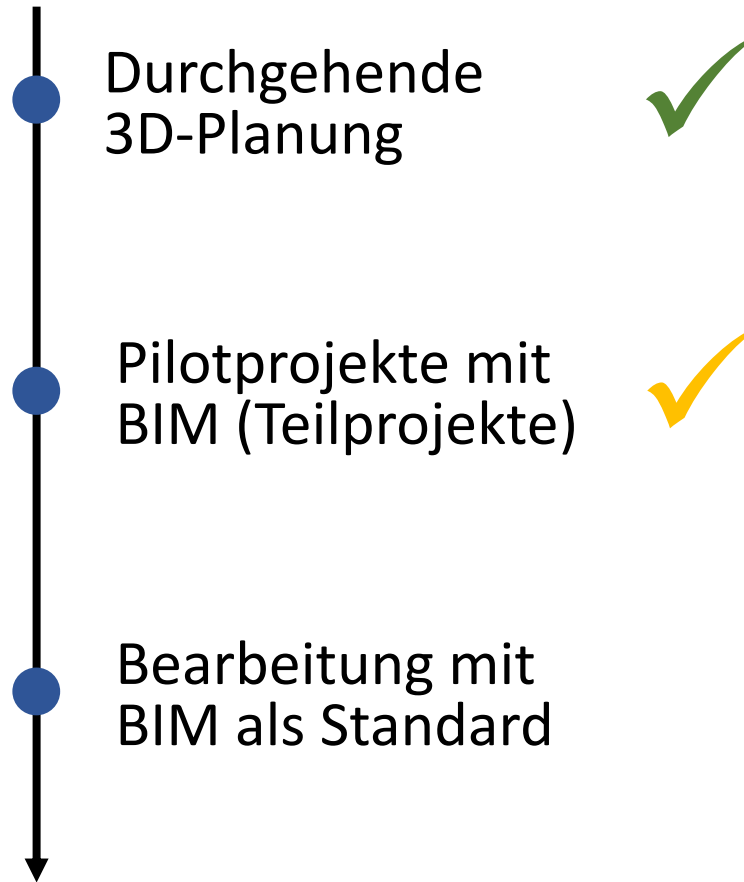 Durchgehende
3D-Planung
Pilotprojekte mit
BIM (Teilprojekte)
Bearbeitung mit
BIM als Standard